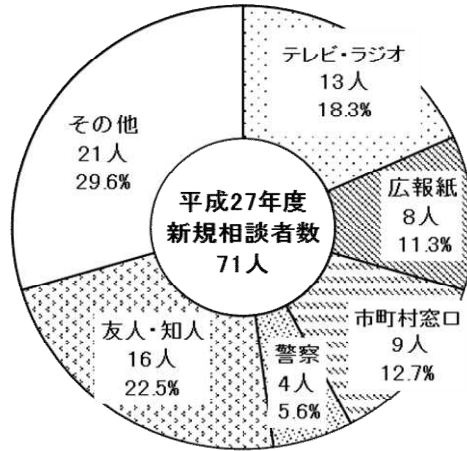 テレビ・ラジオ
13人
18.3%
広報紙
8人
11.3%
市町村窓口
9人
12.7%
警察
4人
5.6%
友人・知人
16人
22.5%
その他
21人
29.6%
平成27年度
新規相談者数
71人